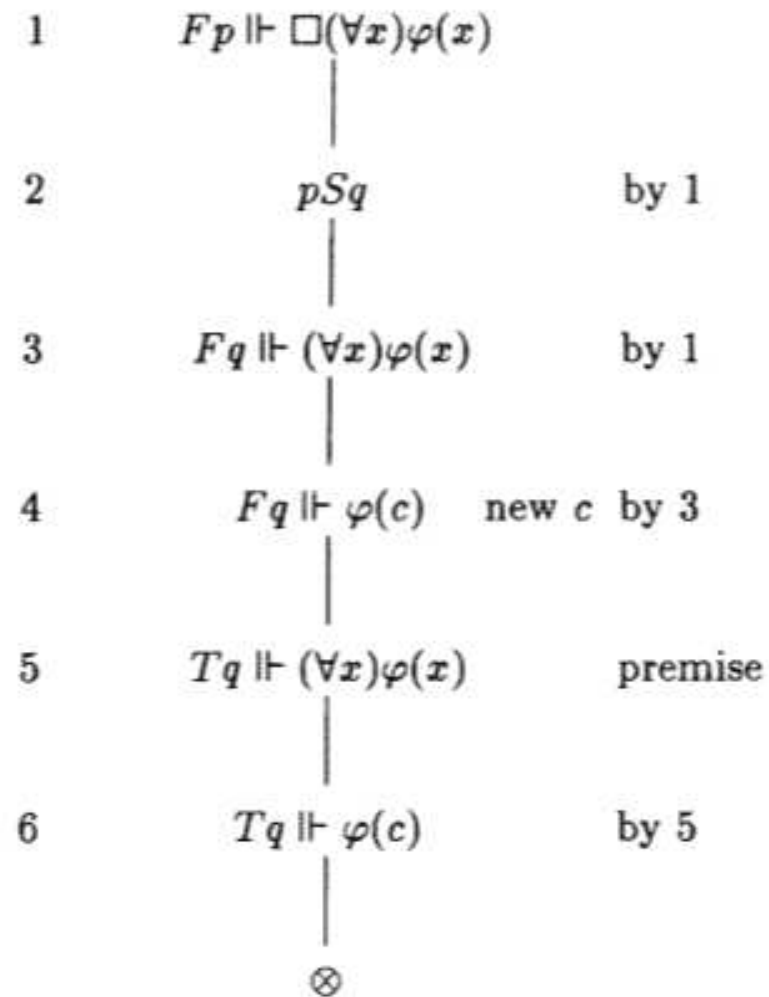 1 Fp ⊩ □(∀x)φ(x)
2 pSq by 1
3 Fq ⊩ (∀x)φ(x) by 1
4 Fq ⊩ φ(c) new c by 3
5 Tq ⊩ (∀x)φ(x) premise
6 Tq ⊩ φ(c) by 5
⊗